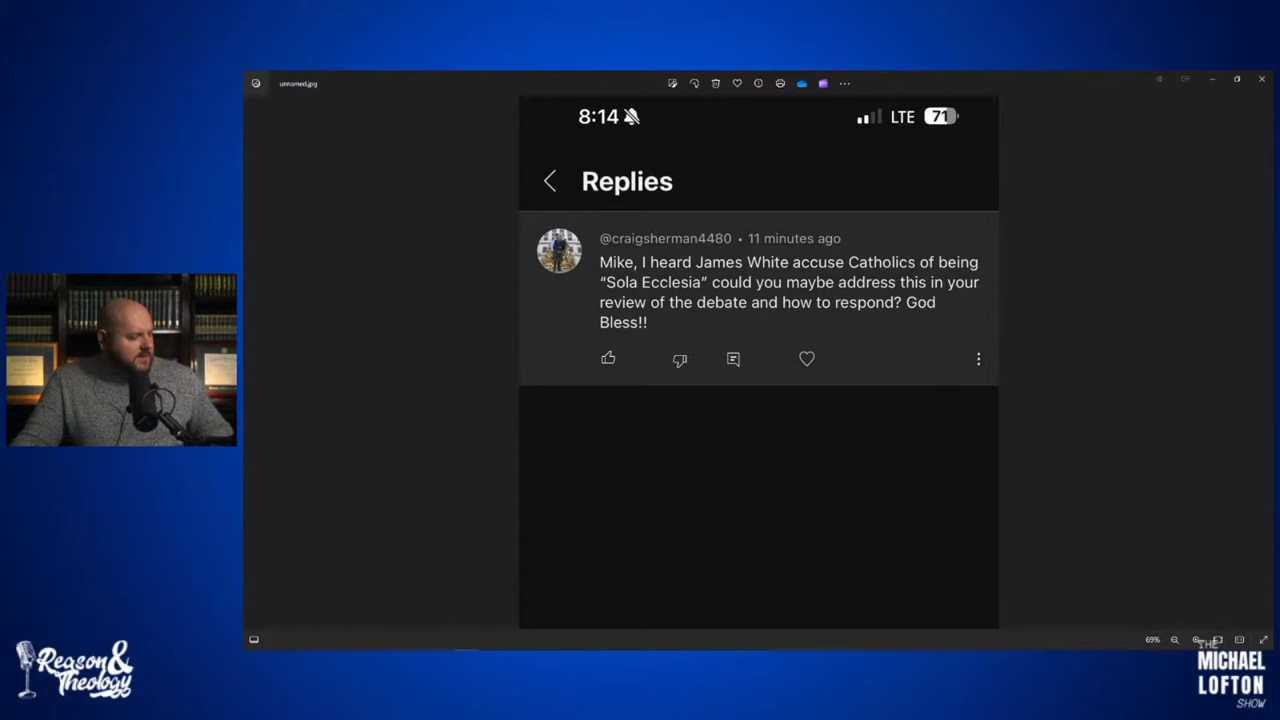 unnamed.jpg
8:14
LTE
71
Replies
@craigsherman4480 • 11 minutes ago
Mike, I heard James White accuse Catholics of being
“Sola Ecclesia” could you maybe address this in your
review of the debate and how to respond? God
Bless!!
69%
Reason &
Theology
THE
MICHAEL
LOFTON
SHOW